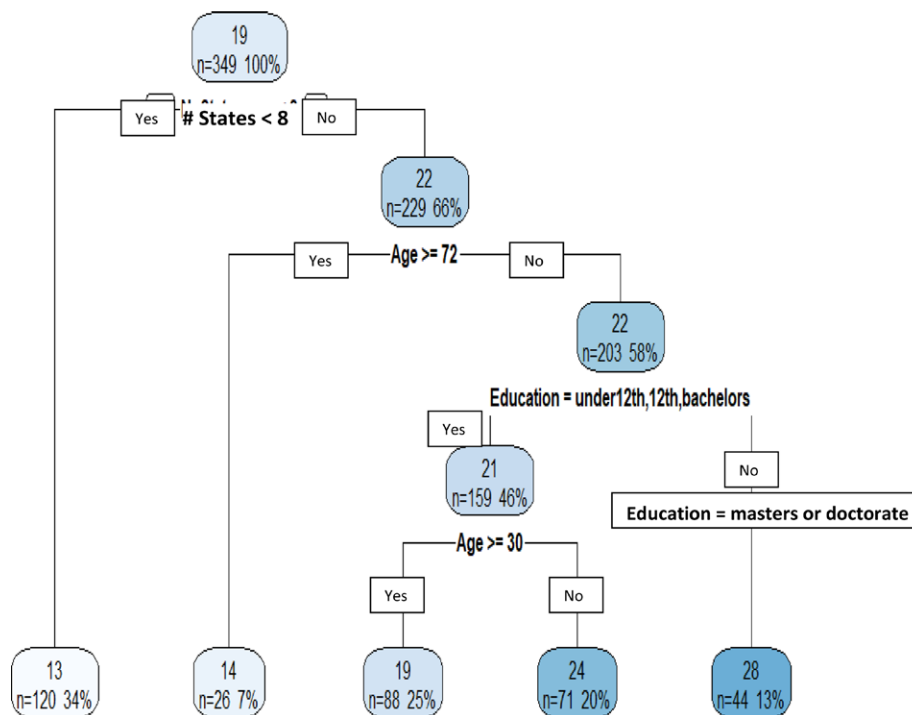 19
n=349 100%
Yes # States < 8 No
22
n=229 66%
Yes Age >= 72 No
22
n=203 58%
Education = under12th,12th,bachelors
Yes
No
21
n=159 46%
Education = masters or doctorate
Age >= 30
Yes No
13
n=120 34%
14
n=26 7%
19
n=88 25%
24
n=71 20%
28
n=44 13%